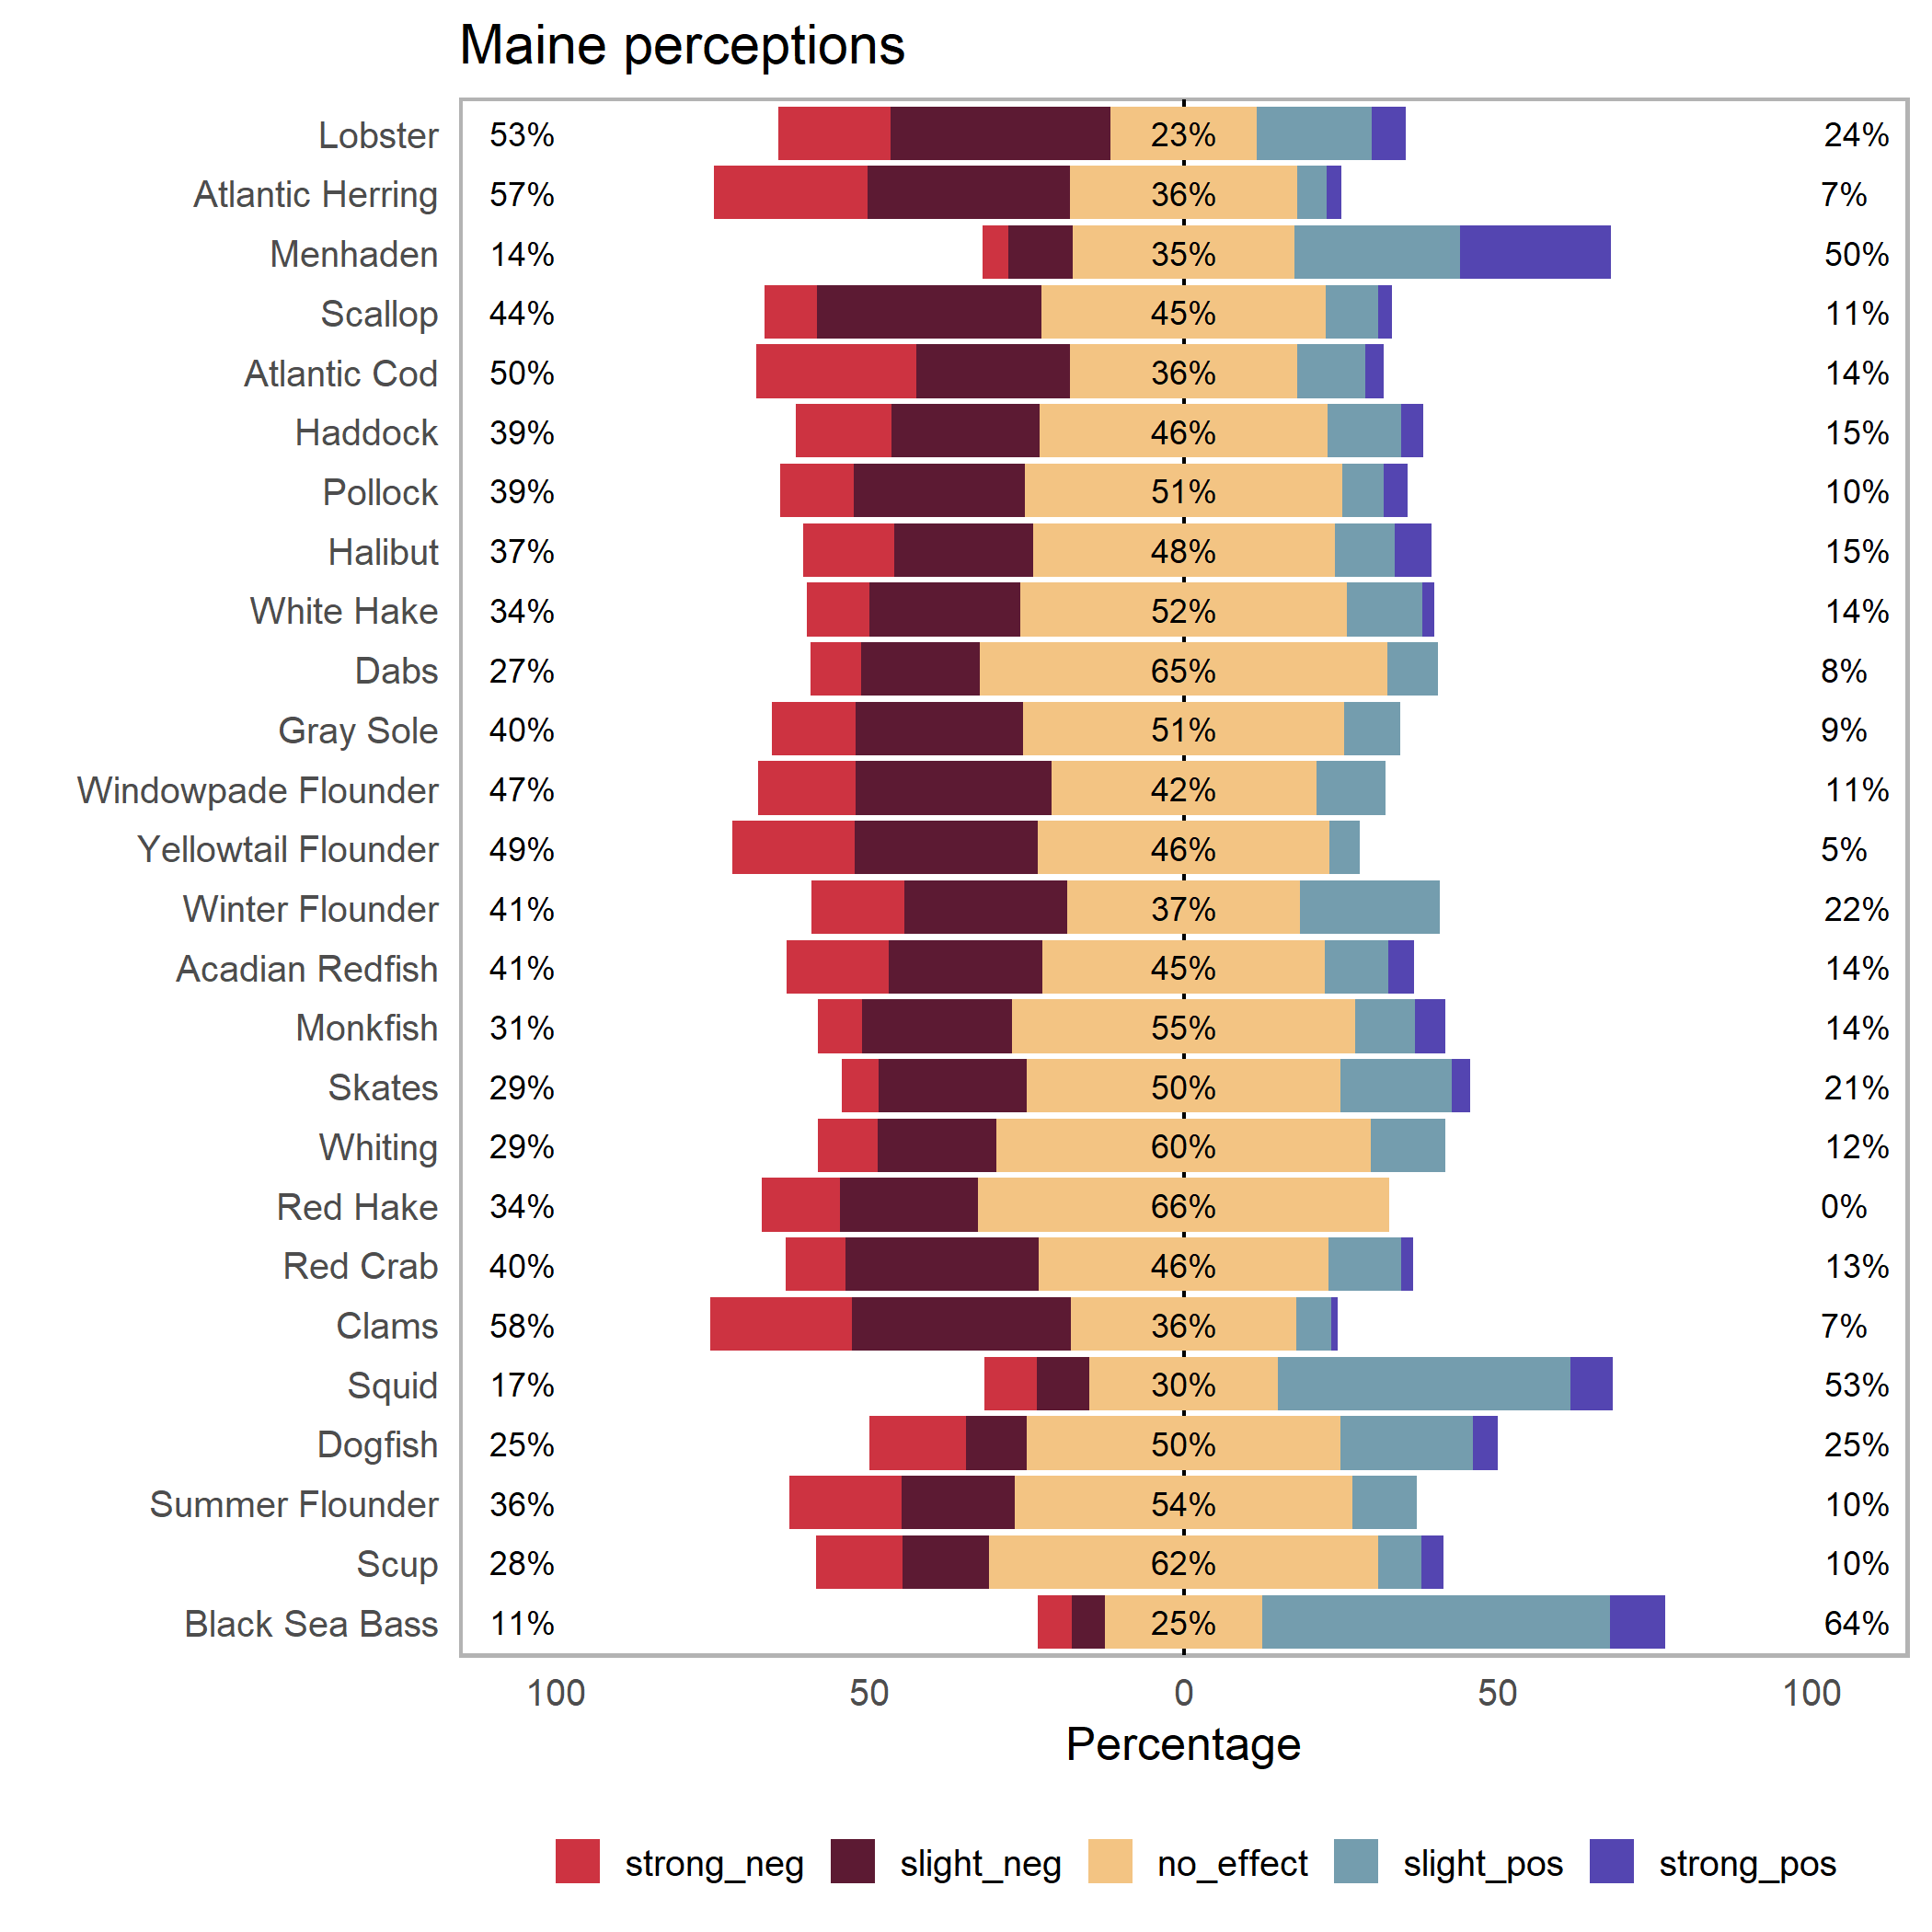 Maine perceptions
Lobster 53% 23% 24%
Atlantic Herring 57% 36% 7%
Menhaden 14% 35% 50%
Scallop 44% 45% 11%
Atlantic Cod 50% 36% 14%
Haddock 39% 46% 15%
Pollock 39% 51% 10%
Halibut 37% 48% 15%
White Hake 34% 52% 14%
Dabs 27% 65% 8%
Gray Sole 40% 51% 9%
Windowpade Flounder 47% 42% 11%
Yellowtail Flounder 49% 46% 5%
Winter Flounder 41% 37% 22%
Acadian Redfish 41% 45% 14%
Monkfish 31% 55% 14%
Skates 29% 50% 21%
Whiting 29% 60% 12%
Red Hake 34% 66% 0%
Red Crab 40% 46% 13%
Clams 58% 36% 7%
Squid 17% 30% 53%
Dogfish 25% 50% 25%
Summer Flounder 36% 54% 10%
Scup 28% 62% 10%
Black Sea Bass 11% 25% 64%
100 50 0 50 100
Percentage
strong_neg slight_neg no_effect slight_pos strong_pos